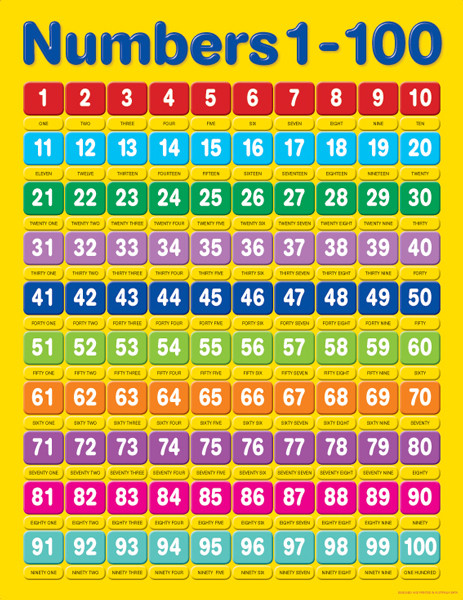 Numbers 1-100
1 2 3 4 5 6 7 8 9 10
ONE TWO THREE FOUR FIVE SIX SEVEN EIGHT NINE TEN
11 12 13 14 15 16 17 18 19 20
ELEVEN TWELVE THIRTEEN FOURTEEN FIFTEEN SIXTEEN SEVENTEEN EIGHTEEN NINETEEN TWENTY
21 22 23 24 25 26 27 28 29 30
TWENTY ONE TWENTY TWO TWENTY THREE TWENTY FOUR TWENTY FIVE TWENTY SIX TWENTY SEVEN TWENTY EIGHT TWENTY NINE THIRTY
31 32 33 34 35 36 37 38 39 40
THIRTY ONE THIRTY TWO THIRTY THREE THIRTY FOUR THIRTY FIVE THIRTY SIX THIRTY SEVEN THIRTY EIGHT THIRTY NINE FORTY
41 42 43 44 45 46 47 48 49 50
FORTY ONE FORTY TWO FORTY THREE FORTY FOUR FORTY FIVE FORTY SIX FORTY SEVEN FORTY EIGHT FORTY NINE FIFTY
51 52 53 54 55 56 57 58 59 60
FIFTY ONE FIFTY TWO FIFTY THREE FIFTY FOUR FIFTY FIVE FIFTY SIX FIFTY SEVEN FIFTY EIGHT FIFTY NINE SIXTY
61 62 63 64 65 66 67 68 69 70
SIXTY ONE SIXTY TWO SIXTY THREE SIXTY FOUR SIXTY FIVE SIXTY SIX SIXTY SEVEN SIXTY EIGHT SIXTY NINE SEVENTY
71 72 73 74 75 76 77 78 79 80
SEVENTY ONE SEVENTY TWO SEVENTY THREE SEVENTY FOUR SEVENTY FIVE SEVENTY SIX SEVENTY SEVEN SEVENTY EIGHT SEVENTY NINE EIGHTY
81 82 83 84 85 86 87 88 89 90
EIGHTY ONE EIGHTY TWO EIGHTY THREE EIGHTY FOUR EIGHTY FIVE EIGHTY SIX EIGHTY SEVEN EIGHTY EIGHT EIGHTY NINE NINETY
91 92 93 94 95 96 97 98 99 100
NINETY ONE NINETY TWO NINETY THREE NINETY FOUR NINETY FIVE NINETY SIX NINETY SEVEN NINETY EIGHT NINETY NINE ONE HUNDRED